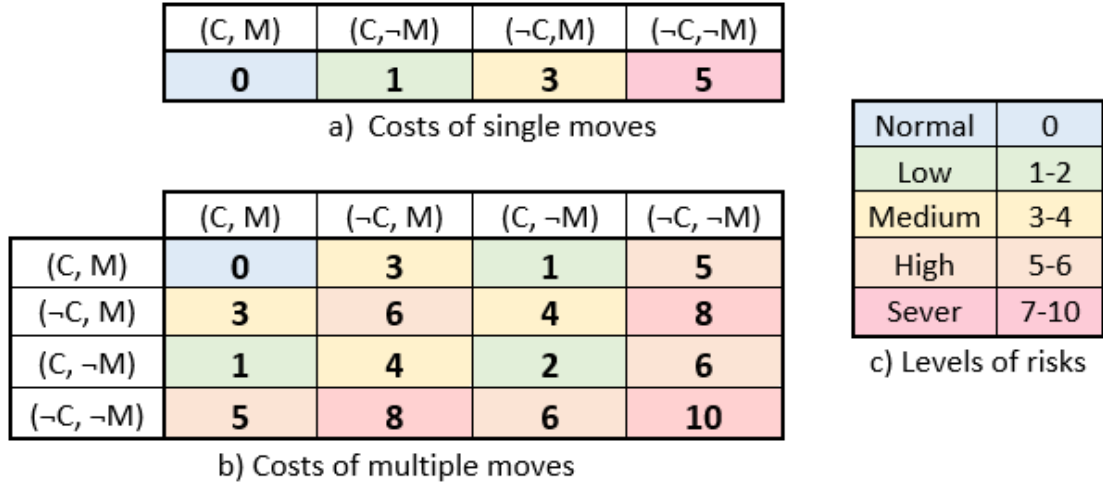 (C, M) (C,¬M) (¬C,M) (¬C,¬M)
0 1 3 5
a) Costs of single moves
(C, M) (¬C, M) (C, ¬M) (¬C, ¬M)
(C, M) 0 3 1 5
(¬C, M) 3 6 4 8
(C, ¬M) 1 4 2 6
(¬C, ¬M) 5 8 6 10
b) Costs of multiple moves
Normal 0
Low 1-2
Medium 3-4
High 5-6
Sever 7-10
c) Levels of risks